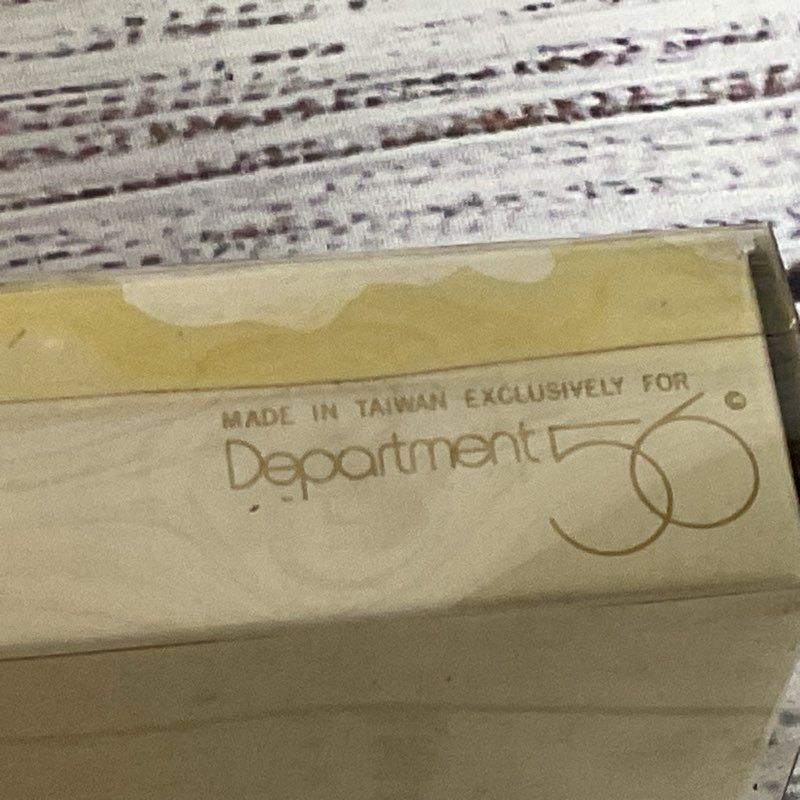 MADE IN TAIWAN EXCLUSIVELY FOR
Department 56 ©